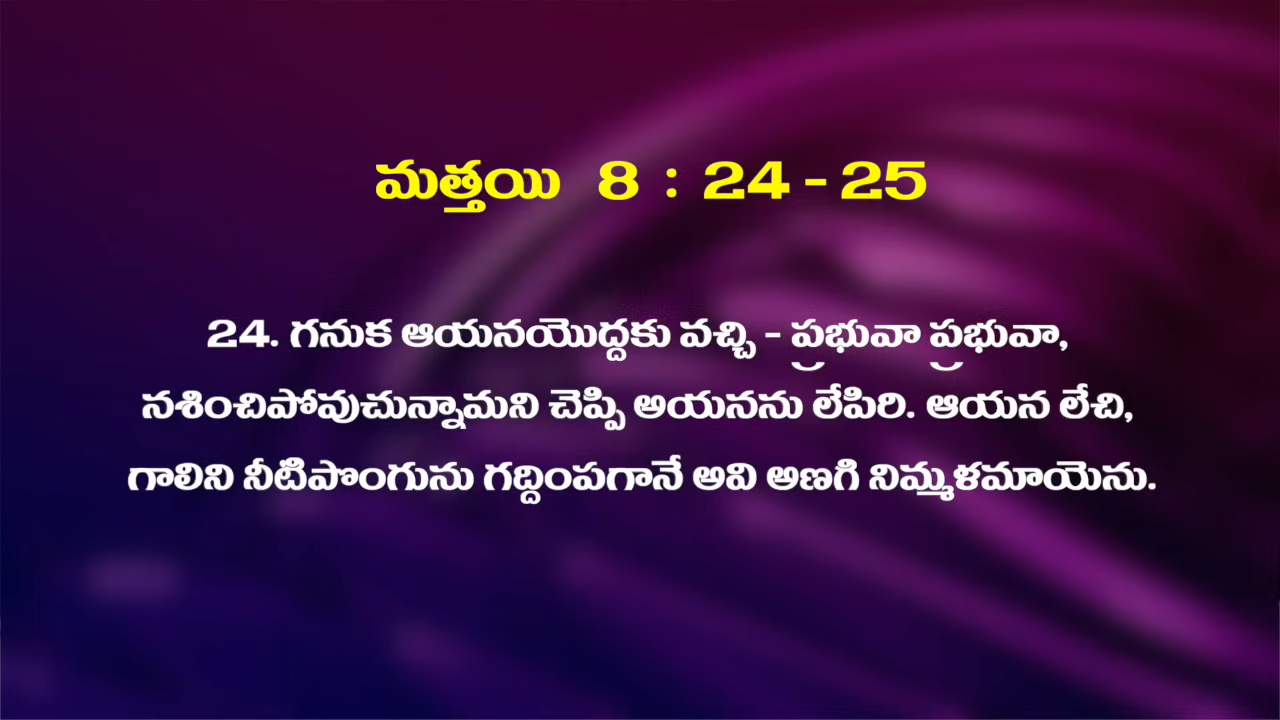 మత్తయి 8 : 24 - 25
24. గనుక ఆయనయొద్దకు వచ్చి - ప్రభువా ప్రభువా,
నశించిపోవుచున్నామని చెప్పి అయనను లేపిరి. ఆయన లేచి,
గాలిని నీటిపొంగును గద్దింపగానే అవి అణగి నిమ్మళమాయెను.